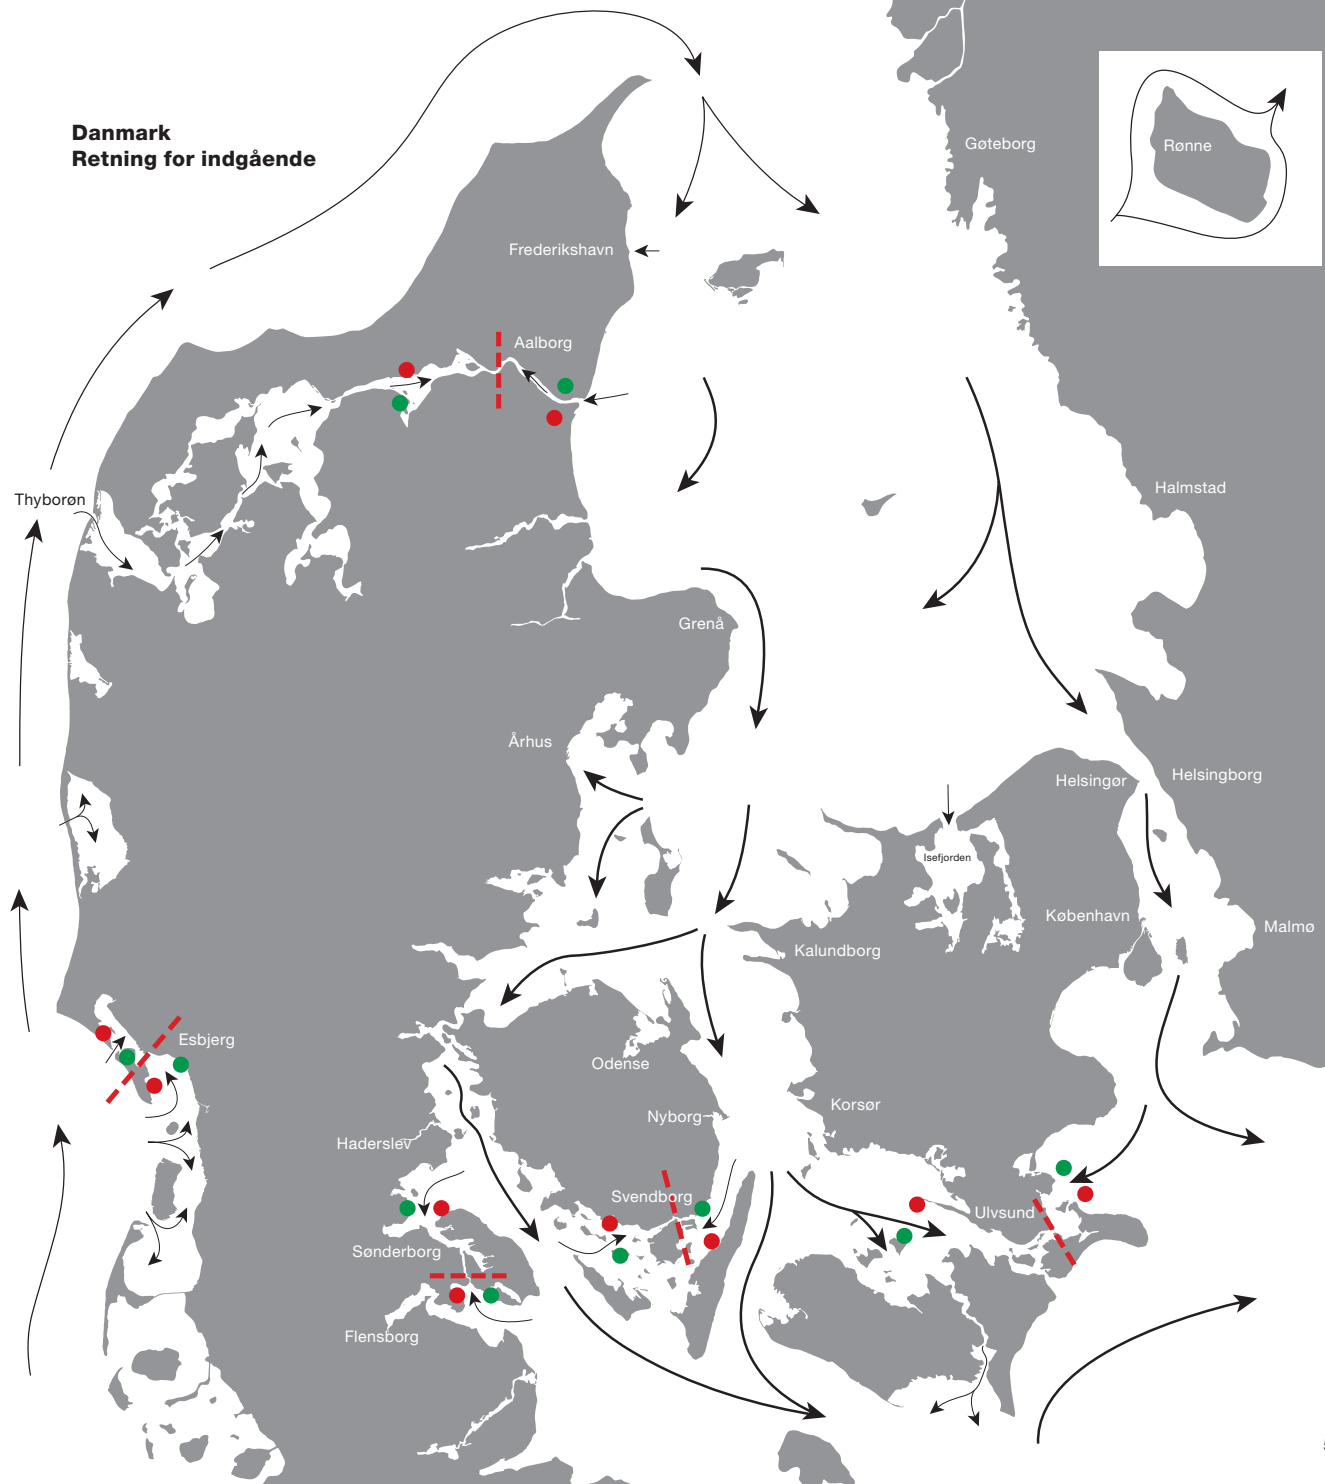 Danmark
Retning for indgående
Gøteborg
Rønne
Frederikshavn
Aalborg
Halmstad
Thyborøn
Grenå
Århus
Helsingør
Helsingborg
Isefjorden
København
Malmø
Kalundborg
Esbjerg
Odense
Nyborg
Korsør
Haderslev
Svendborg
Ulvsund
Sønderborg
Flensborg